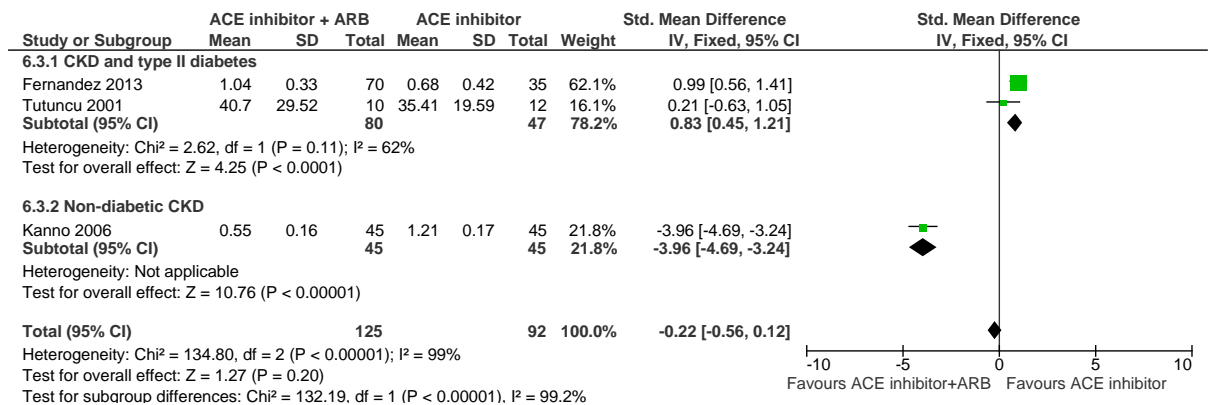 ACE inhibitor + ARB ACE inhibitor Std. Mean Difference Std. Mean Difference
Study or Subgroup Mean SD Total Mean SD Total Weight IV, Fixed, 95% CI IV, Fixed, 95% CI
6.3.1 CKD and type II diabetes
Fernandez 2013 1.04 0.33 70 0.68 0.42 35 62.1% 0.99 [0.56, 1.41]
Tutuncu 2001 40.7 29.52 10 35.41 19.59 12 16.1% 0.21 [-0.63, 1.05]
Subtotal (95% CI) 80 47 78.2% 0.83 [0.45, 1.21]
Heterogeneity: Chi² = 2.62, df = 1 (P = 0.11); I² = 62%
Test for overall effect: Z = 4.25 (P < 0.0001)
6.3.2 Non-diabetic CKD
Kanno 2006 0.55 0.16 45 1.21 0.17 45 21.8% -3.96 [-4.69, -3.24]
Subtotal (95% CI) 45 45 21.8% -3.96 [-4.69, -3.24]
Heterogeneity: Not applicable
Test for overall effect: Z = 10.76 (P < 0.00001)
Total (95% CI) 125 92 100.0% -0.22 [-0.56, 0.12]
Heterogeneity: Chi² = 134.80, df = 2 (P < 0.00001); I² = 99%
Test for overall effect: Z = 1.27 (P = 0.20)
Test for subgroup differences: Chi² = 132.19, df = 1 (P < 0.00001), I² = 99.2%
-10 -5 0 5 10
Favours ACE inhibitor+ARB Favours ACE inhibitor